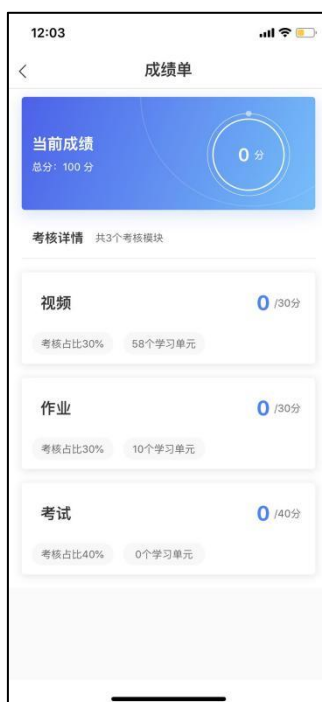 12:03
成绩单
当前成绩
总分：100 分
0 分
考核详情 共3个考核模块
视频 0 /30分
考核占比30% 58个学习单元
作业 0 /30分
考核占比30% 10个学习单元
考试 0 /40分
考核占比40% 0个学习单元